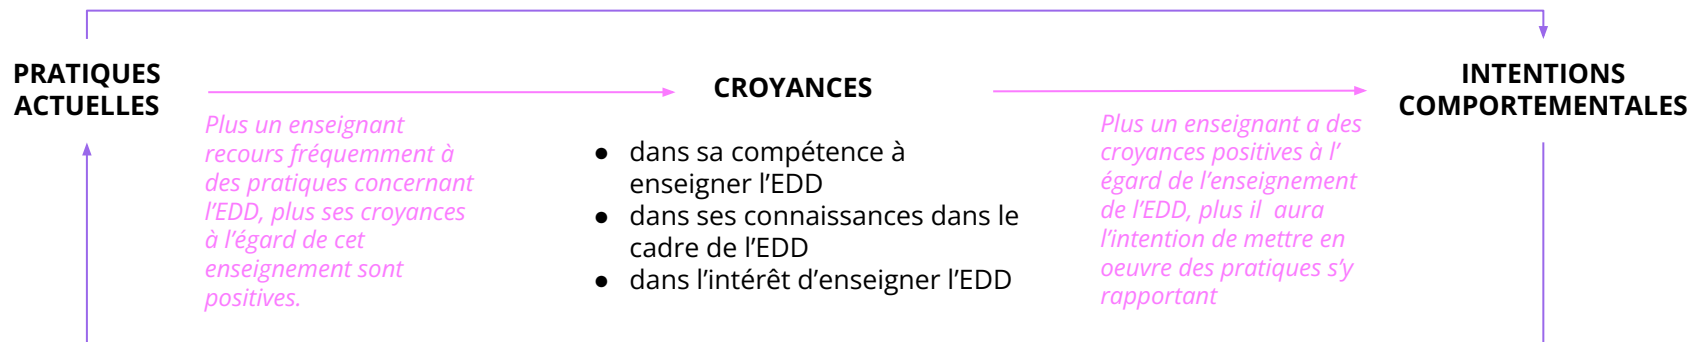 PRATIQUES
ACTUELLES
Plus un enseignant
recours fréquemment à
des pratiques concernant
l'EDD, plus ses croyances
à l'égard de cet
enseignement sont
positives.
CROYANCES
● dans sa compétence à
enseigner l'EDD
● dans ses connaissances dans le
cadre de l'EDD
● dans l'intérêt d'enseigner l'EDD
Plus un enseignant a des
croyances positives à l'
égard de l'enseignement
de l'EDD, plus il  aura
l'intention de mettre en
oeuvre des pratiques s'y
rapportant
INTENTIONS
COMPORTEMENTALES